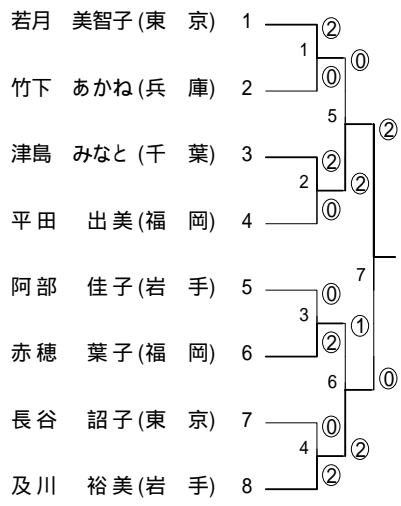 若月 美智子(東 京) 1 ②
1 ⓪
竹下 あかね(兵 庫) 2 ⓪
5 ②
津島 みなと(千 葉) 3 ②
2 ②
平田 出美(福 岡) 4 ⓪
7
阿部 佳子(岩 手) 5 ⓪
3 ①
赤穂 葉子(福 岡) 6 ②
6 ⓪
長谷 詔子(東 京) 7 ⓪
4 ②
及川 裕美(岩 手) 8 ②